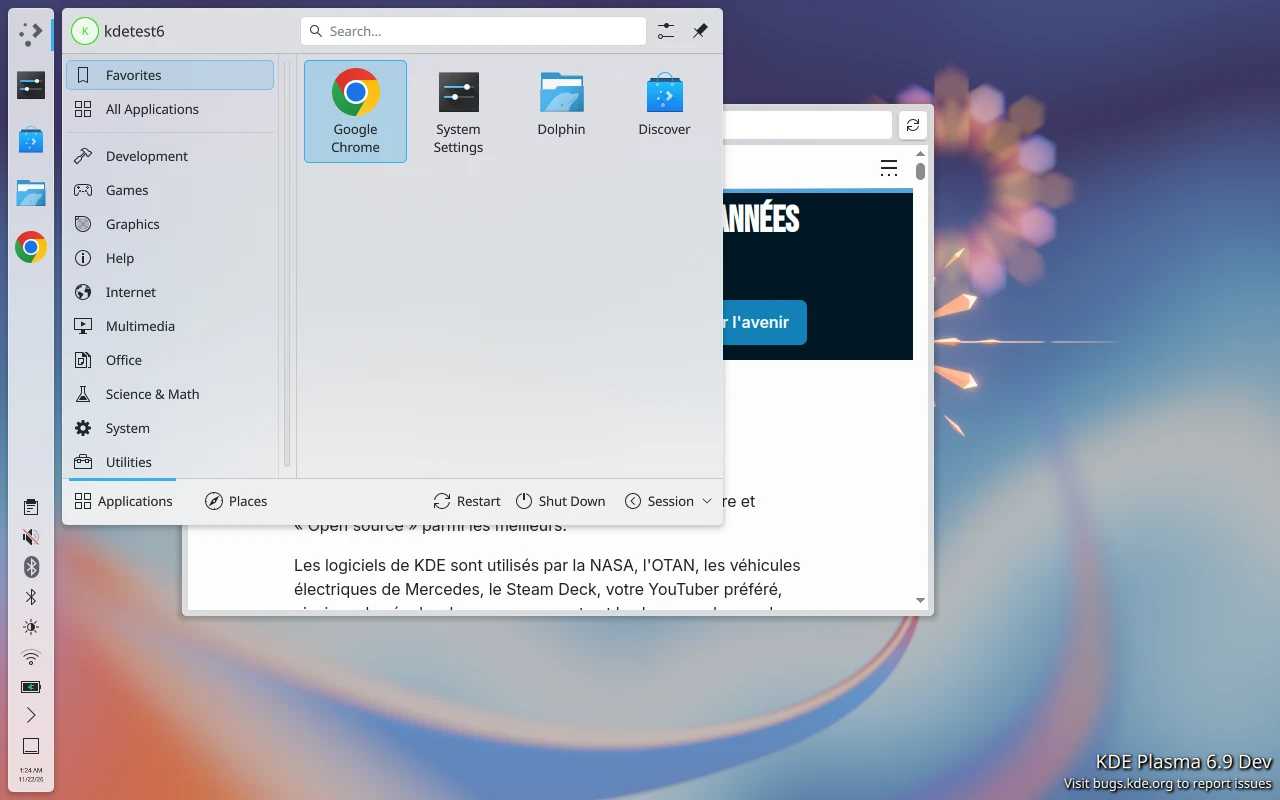 K kdetest6
Search...
Favorites
All Applications
Development
Games
Graphics
Help
Internet
Multimedia
Office
Science & Math
System
Utilities
Google
Chrome
System
Settings
Dolphin
Discover
Applications
Places
Restart
Shut Down
Session
ANNÉES
r l'avenir
re et
« Open source » parmi les meilleurs.
Les logiciels de KDE sont utilisés par la NASA, l'OTAN, les véhicules
électriques de Mercedes, le Steam Deck, votre YouTuber préféré,
1:24 AM
11/22/26
KDE Plasma 6.9 Dev
Visit bugs.kde.org to report issues